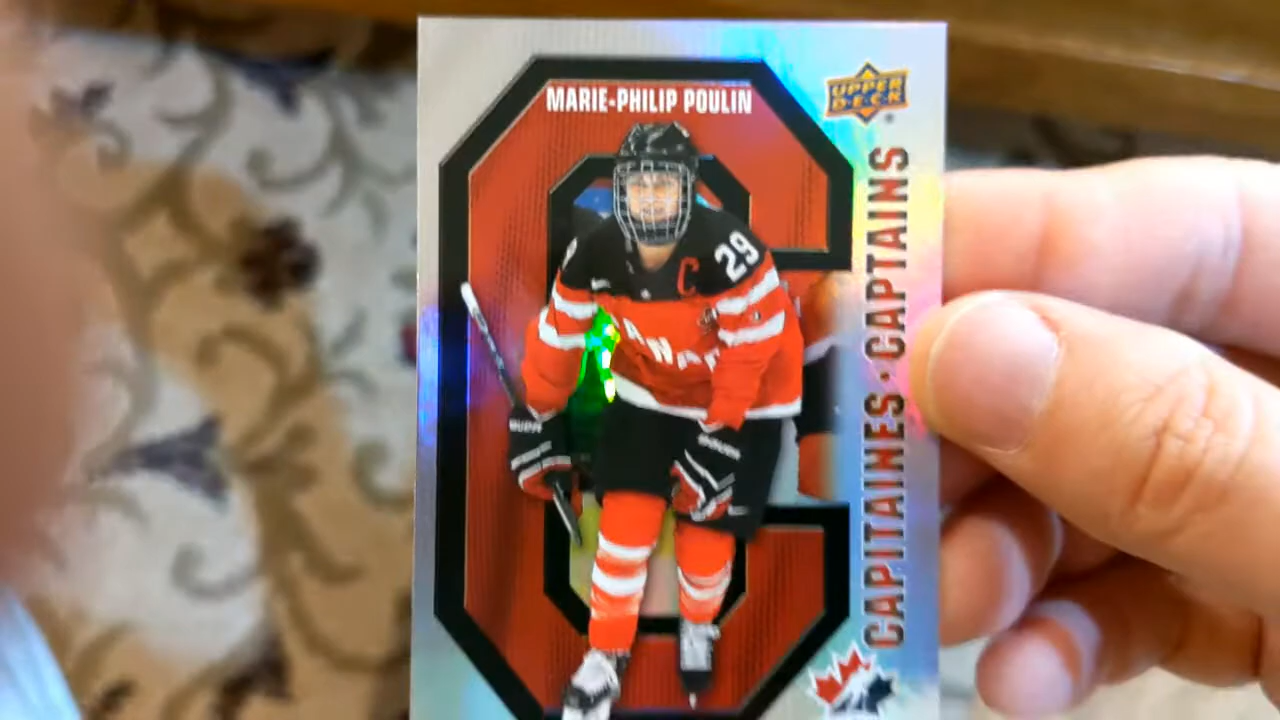 MARIE-PHILIP POULIN
UPPER
DECK
CAPITAINES · CAPTAINS
29
C